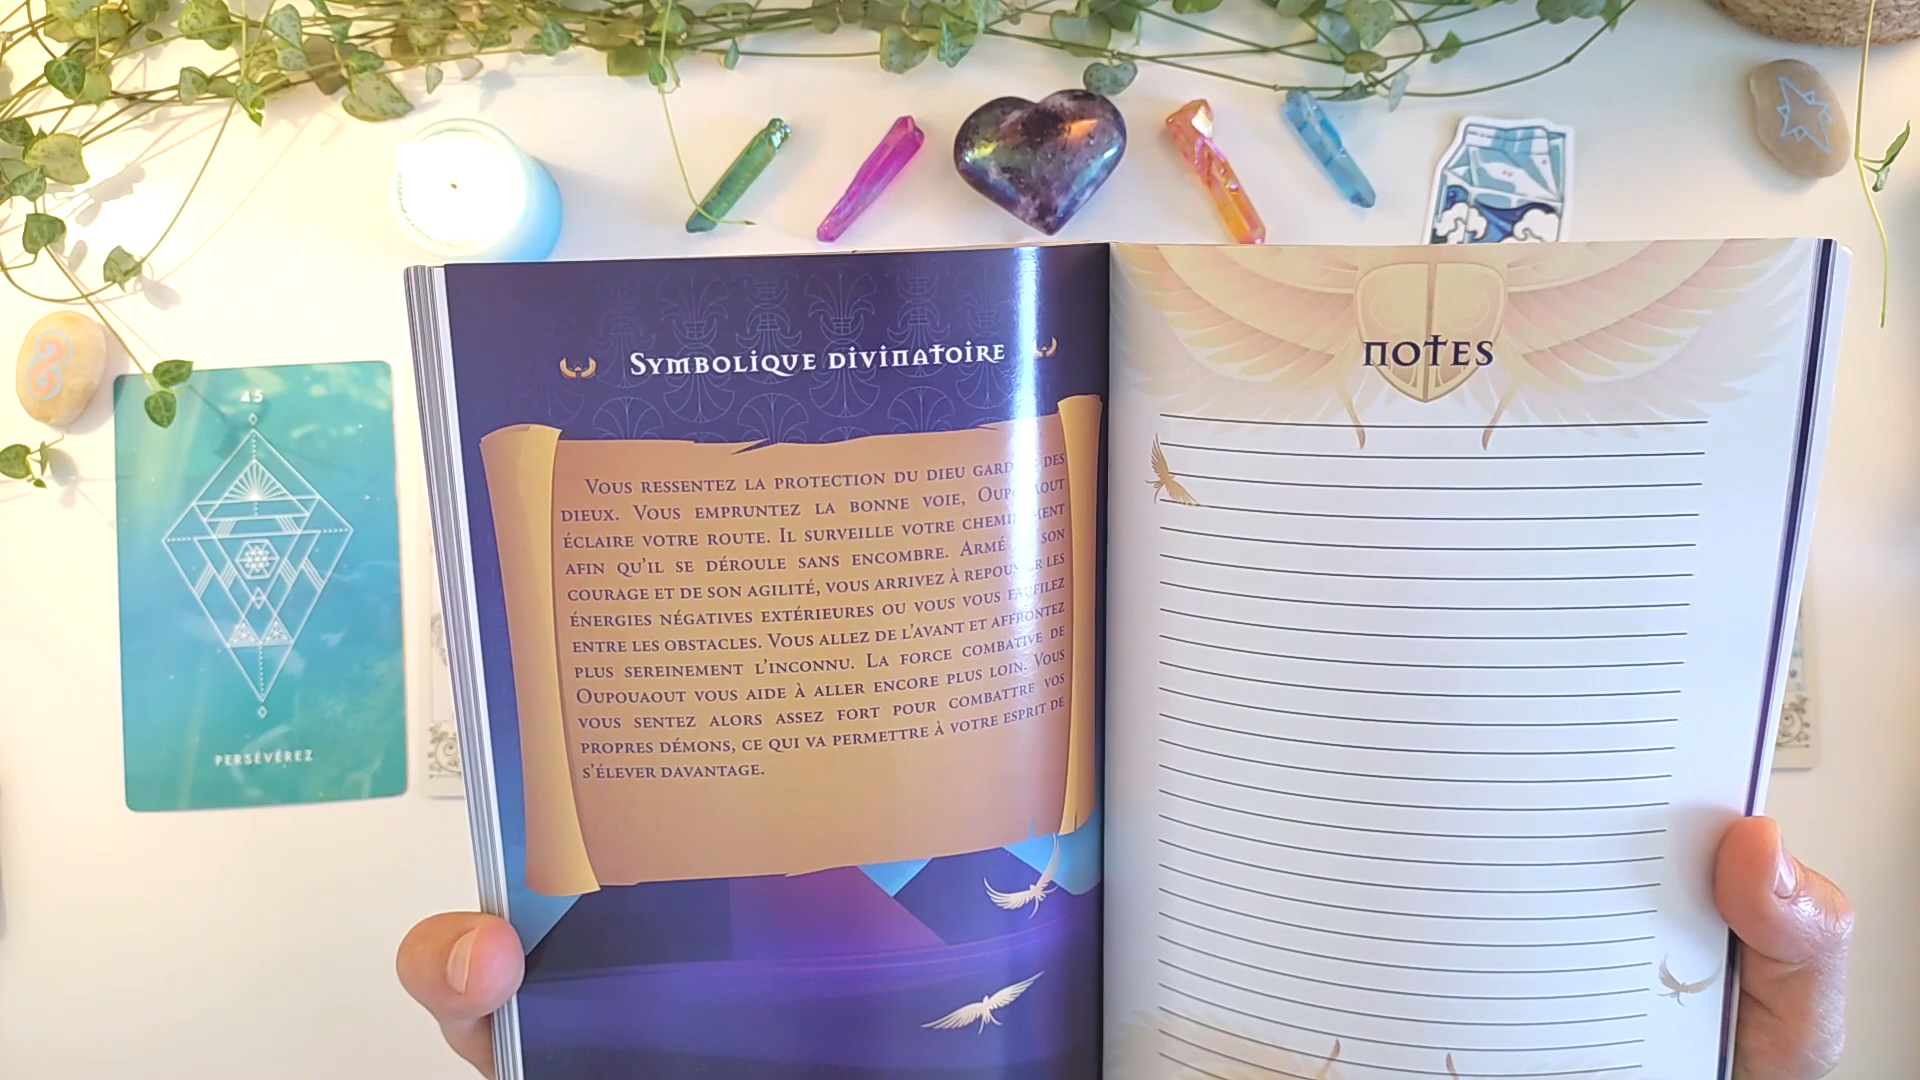 Symbolique divinatoire
Vous ressentez la protection du dieu des
dieux. Vous empruntez la bonne voie,
éclaire votre route. Il surveille votre
afin qu'il se déroule sans encombre. Armé son
courage et de son agilité, vous arrivez à les
énergies négatives extérieures ou vous vous faufilez
entre les obstacles. Vous allez de l'avant et affrontez
plus sereinement l'inconnu. La force combative de
Oupouaout vous aide à aller encore plus loin. Vous
vous sentez alors assez fort pour combattre vos
propres démons, ce qui va permettre à votre esprit de
s'élever davantage.
notes
45
PERSÉVÉREZ